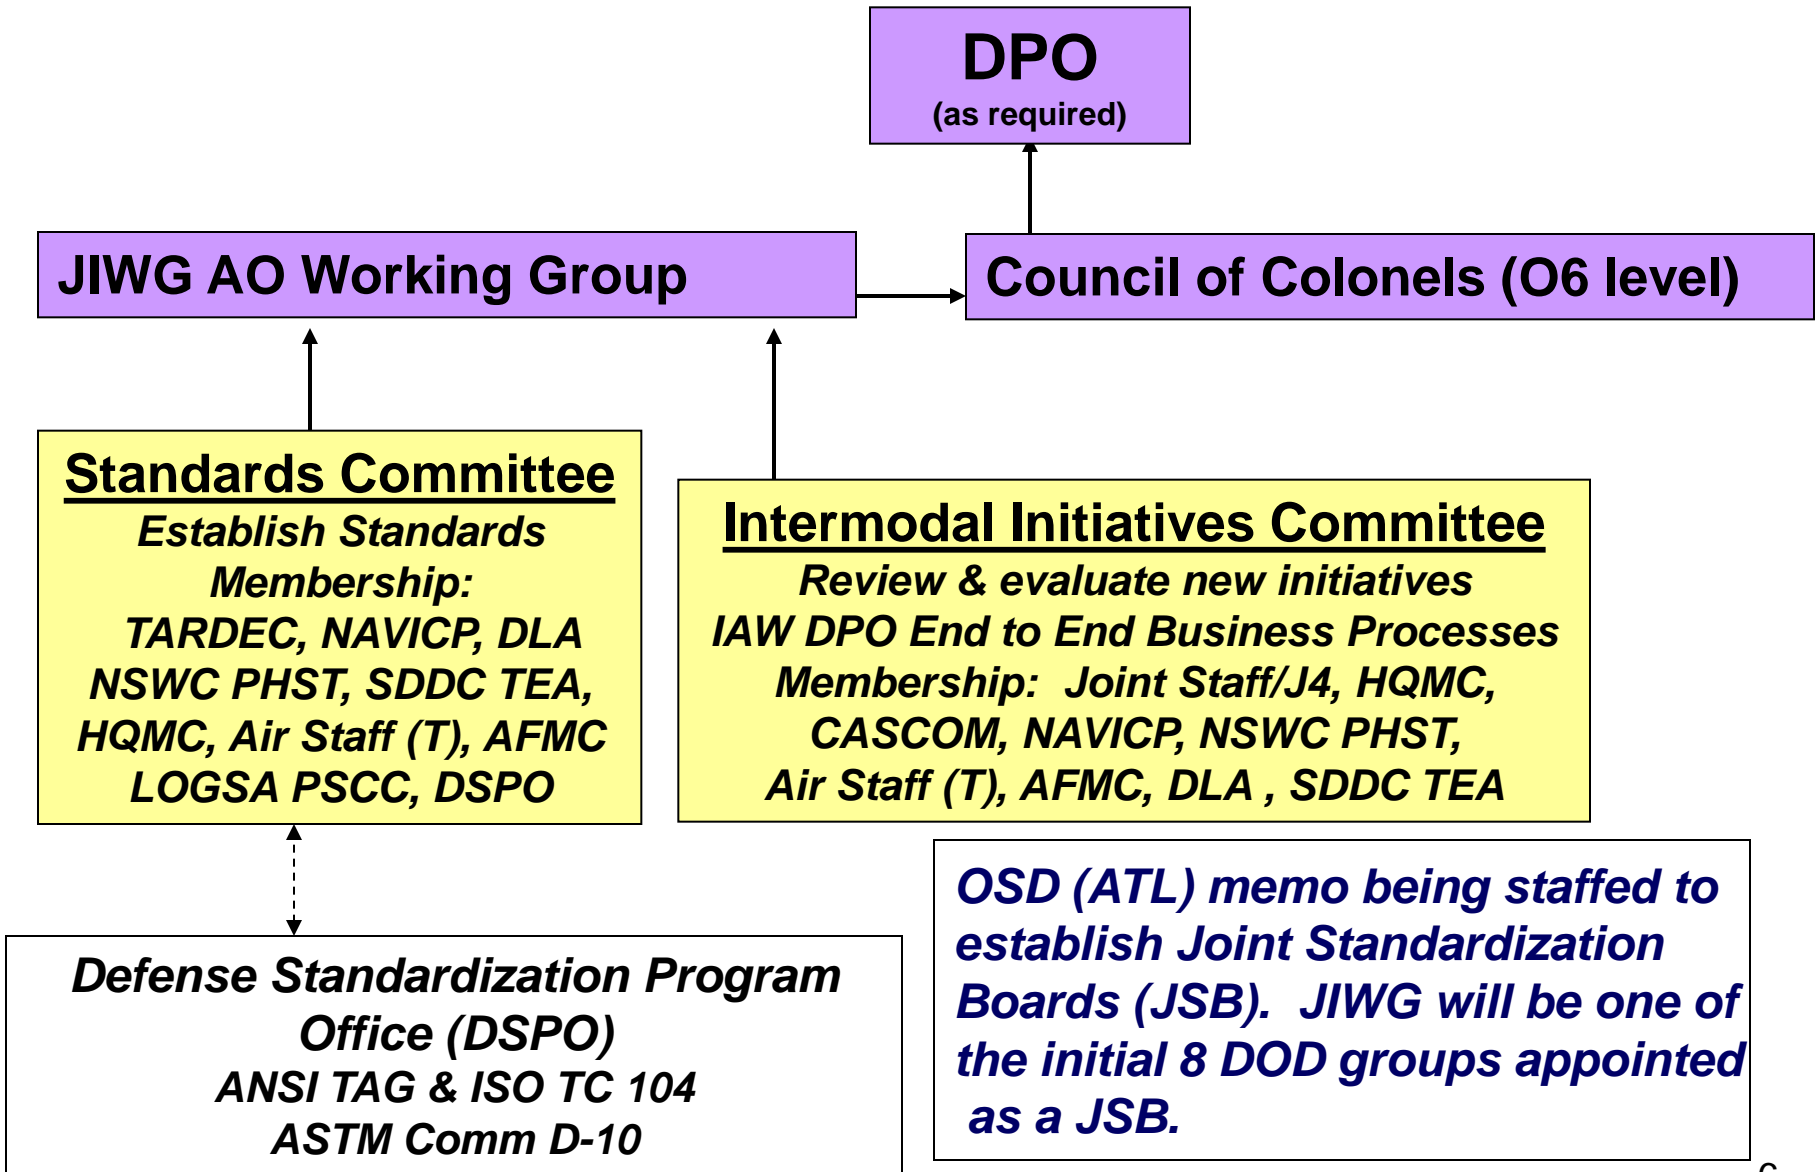 DPO
(as required)
JIWG AO Working Group
Council of Colonels (O6 level)
Standards Committee
Establish Standards
Membership:
TARDEC, NAVICP, DLA
NSWC PHST, SDDC TEA,
HQMC, Air Staff (T), AFMC
LOGSA PSCC, DSPO
Intermodal Initiatives Committee
Review & evaluate new initiatives
IAW DPO End to End Business Processes
Membership:  Joint Staff/J4, HQMC,
CASCOM, NAVICP, NSWC PHST,
Air Staff (T), AFMC, DLA , SDDC TEA
Defense Standardization Program
Office (DSPO)
ANSI TAG & ISO TC 104
ASTM Comm D-10
OSD (ATL) memo being staffed to
establish Joint Standardization
Boards (JSB).  JIWG will be one of
the initial 8 DOD groups appointed
as a JSB.